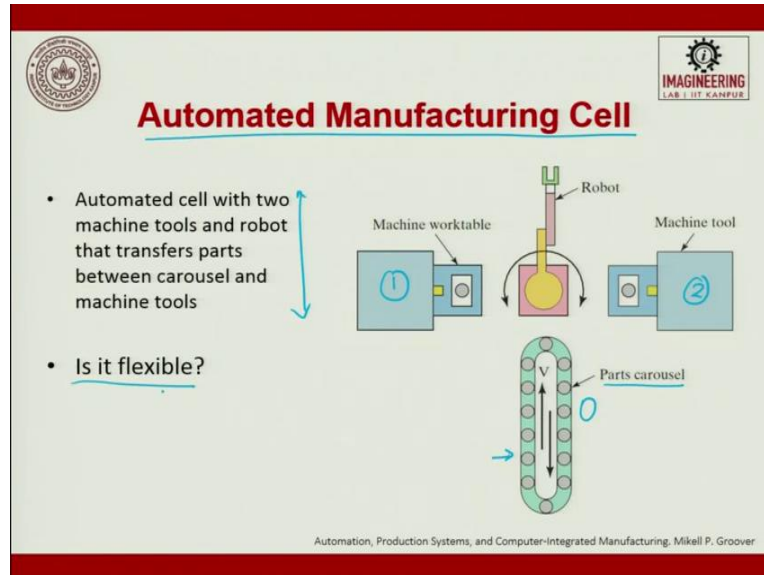 IMAGINEERING
LAB | IIT KANPUR
Automated Manufacturing Cell
• Automated cell with two
machine tools and robot
that transfers parts
between carousel and
machine tools
• Is it flexible?
Robot
Machine worktable
Machine tool
1
2
V
Parts carousel
Automation, Production Systems, and Computer-Integrated Manufacturing. Mikell P. Groover